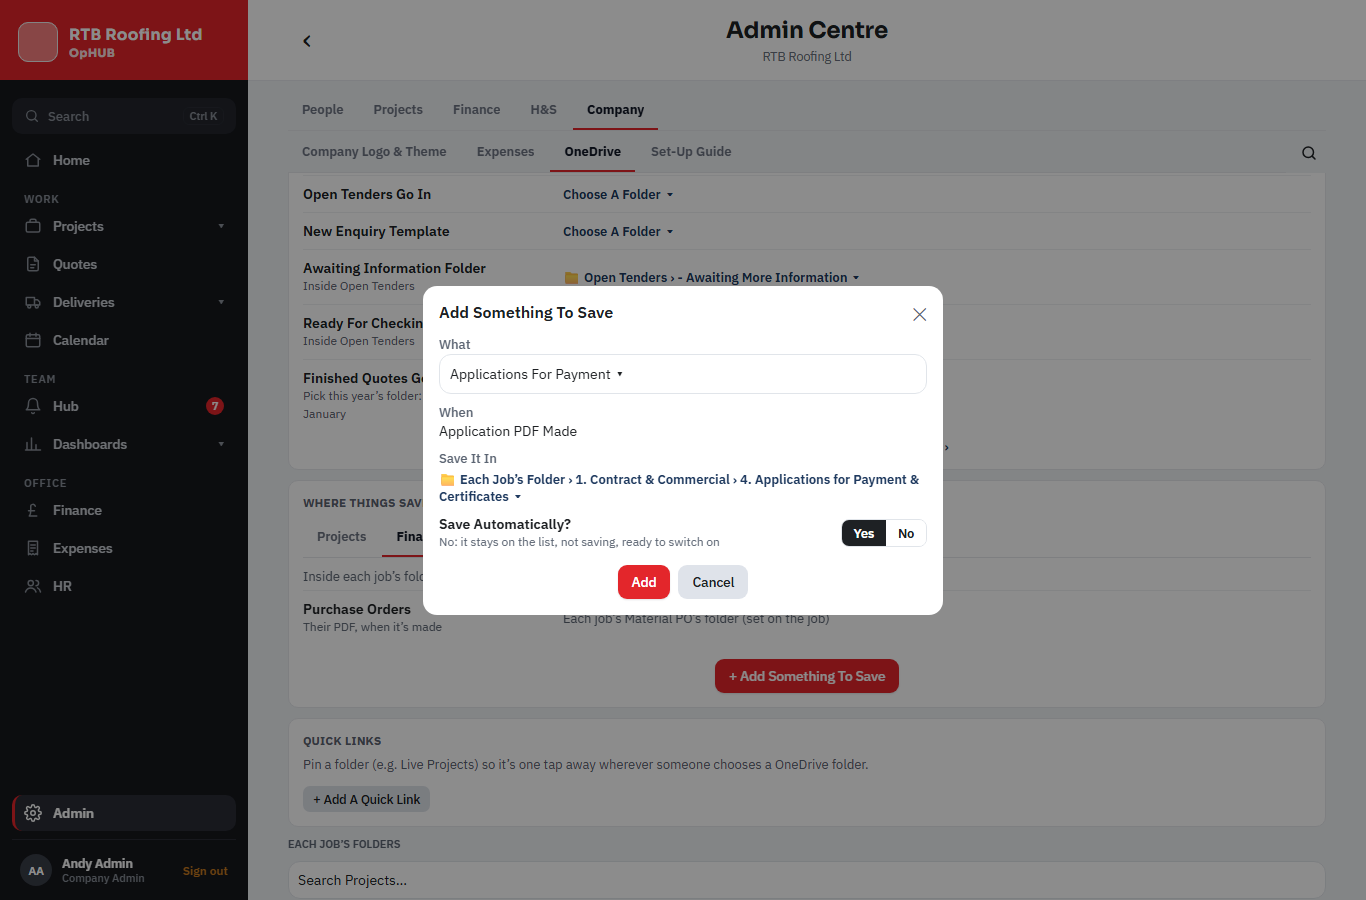 RTB Roofing Ltd
OpHUB
Search
Ctrl K
Home
WORK
Projects
Quotes
Deliveries
Calendar
TEAM
Hub
7
Dashboards
OFFICE
Finance
Expenses
HR
Admin
AA
Andy Admin
Company Admin
Sign out
Admin Centre
RTB Roofing Ltd
People
Projects
Finance
H&S
Company
Company Logo & Theme
Expenses
OneDrive
Set-Up Guide
Open Tenders Go In
Choose A Folder
New Enquiry Template
Choose A Folder
Awaiting Information Folder
Inside Open Tenders
Open Tenders › - Awaiting More Information
Ready For Checkin
Inside Open Tenders
Finished Quotes G
Pick this year's folder:
January
›
Add Something To Save
What
Applications For Payment
When
Application PDF Made
Save It In
Each Job's Folder › 1. Contract & Commercial › 4. Applications for Payment &
Certificates
Save Automatically?
No: it stays on the list, not saving, ready to switch on
Yes
No
Add
Cancel
WHERE THINGS SAV
Projects
Fina
Inside each job's fold
Purchase Orders
Their PDF, when it's made
Each job's Material PO's folder (set on the job)
+ Add Something To Save
QUICK LINKS
Pin a folder (e.g. Live Projects) so it's one tap away wherever someone chooses a OneDrive folder.
+ Add A Quick Link
EACH JOB'S FOLDERS
Search Projects...